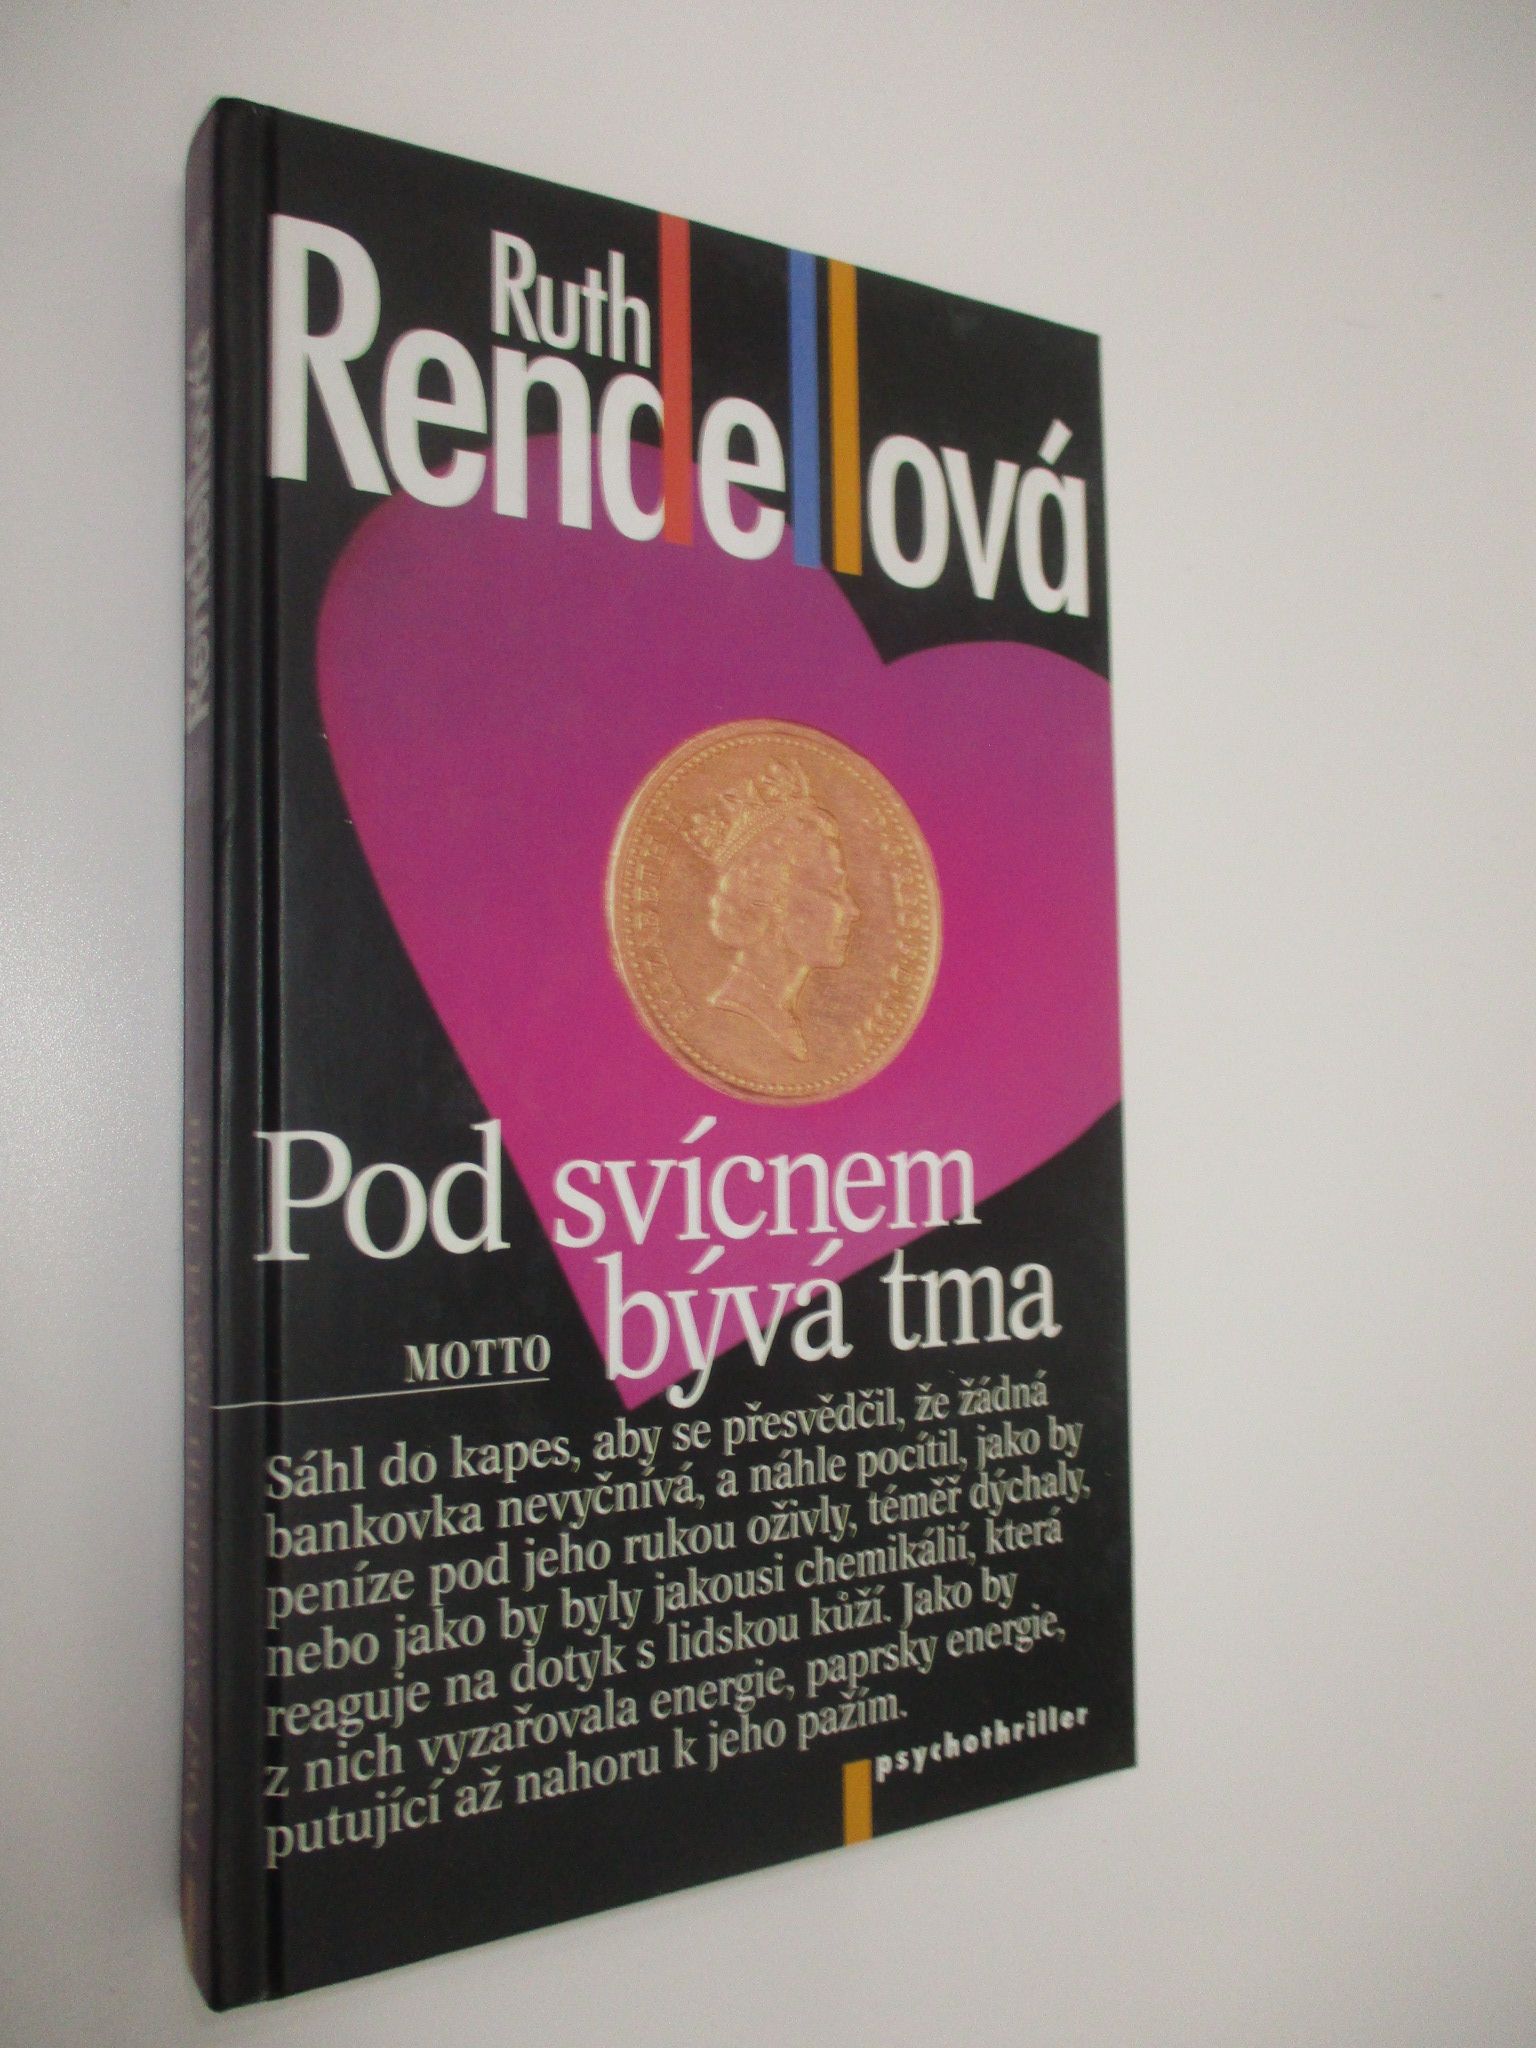 Ruth
Rendellová
Pod svícnem
bývá tma
MOTTO
Sáhl do kapes, aby se přesvědčil, že žádná
bankovka nevyčnívá, a náhle pocítil, jako by
peníze pod jeho rukou oživly, téměř dýchaly,
nebo jako by byly jakousi chemikálií, která
reaguje na dotyk s lidskou kůží. Jako by
z nich vyzařovala energie, paprsky energie,
putující až nahoru k jeho pažím.
psychothriller
Rendellová